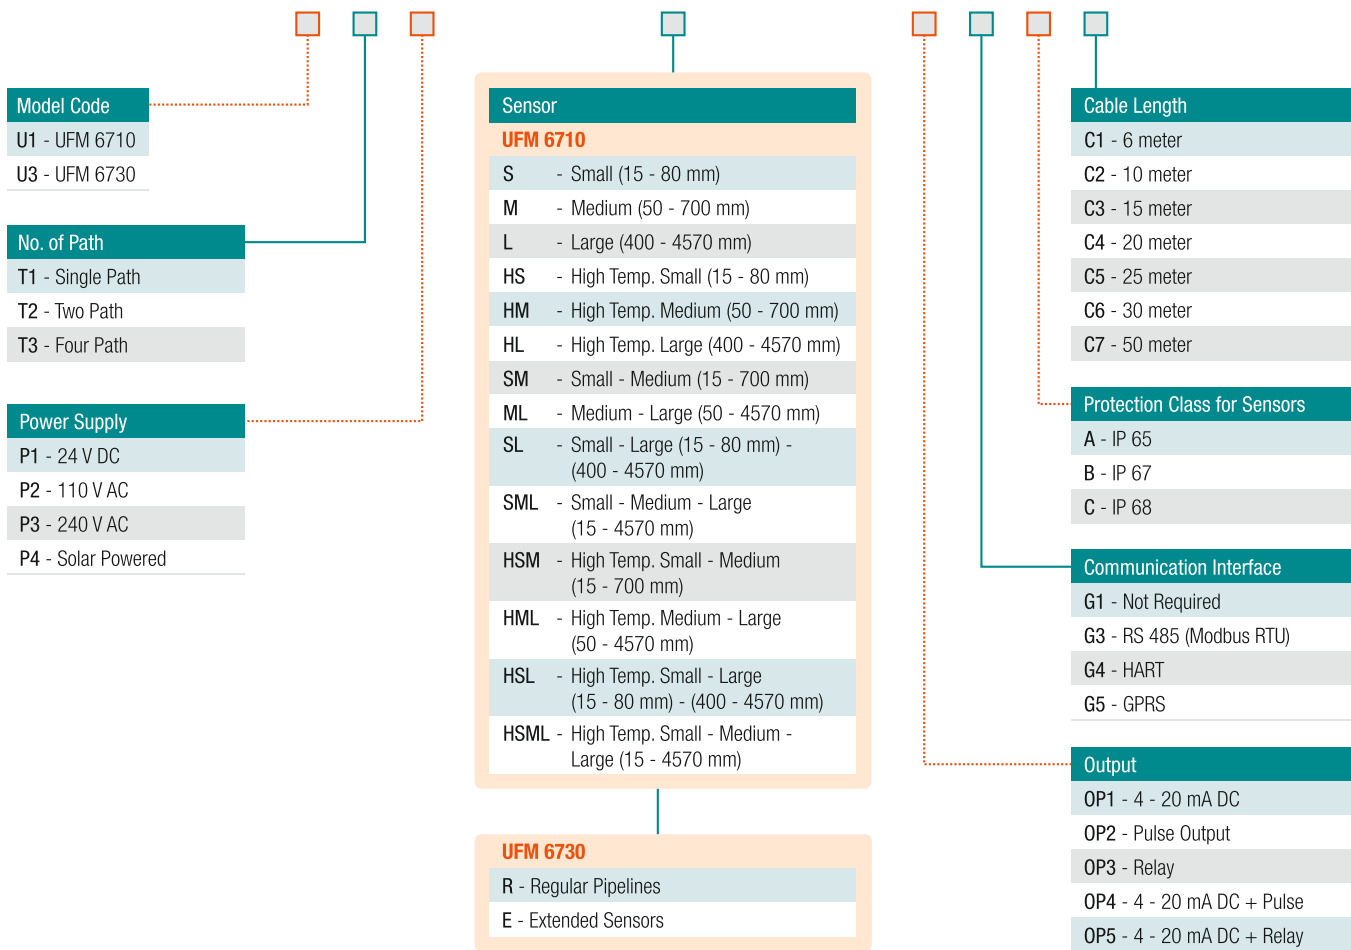 Model Code
U1 - UFM 6710
U3 - UFM 6730
No. of Path
T1 - Single Path
T2 - Two Path
T3 - Four Path
Power Supply
P1 - 24 V DC
P2 - 110 V AC
P3 - 240 V AC
P4 - Solar Powered
Sensor
UFM 6710
S - Small (15 - 80 mm)
M - Medium (50 - 700 mm)
L - Large (400 - 4570 mm)
HS - High Temp. Small (15 - 80 mm)
HM - High Temp. Medium (50 - 700 mm)
HL - High Temp. Large (400 - 4570 mm)
SM - Small - Medium (15 - 700 mm)
ML - Medium - Large (50 - 4570 mm)
SL - Small - Large (15 - 80 mm) -
(400 - 4570 mm)
SML - Small - Medium - Large
(15 - 4570 mm)
HSM - High Temp. Small - Medium
(15 - 700 mm)
HML - High Temp. Medium - Large
(50 - 4570 mm)
HSL - High Temp. Small - Large
(15 - 80 mm) - (400 - 4570 mm)
HSML - High Temp. Small - Medium -
Large (15 - 4570 mm)
UFM 6730
R - Regular Pipelines
E - Extended Sensors
Cable Length
C1 - 6 meter
C2 - 10 meter
C3 - 15 meter
C4 - 20 meter
C5 - 25 meter
C6 - 30 meter
C7 - 50 meter
Protection Class for Sensors
A - IP 65
B - IP 67
C - IP 68
Communication Interface
G1 - Not Required
G3 - RS 485 (Modbus RTU)
G4 - HART
G5 - GPRS
Output
OP1 - 4 - 20 mA DC
OP2 - Pulse Output
OP3 - Relay
OP4 - 4 - 20 mA DC + Pulse
OP5 - 4 - 20 mA DC + Relay